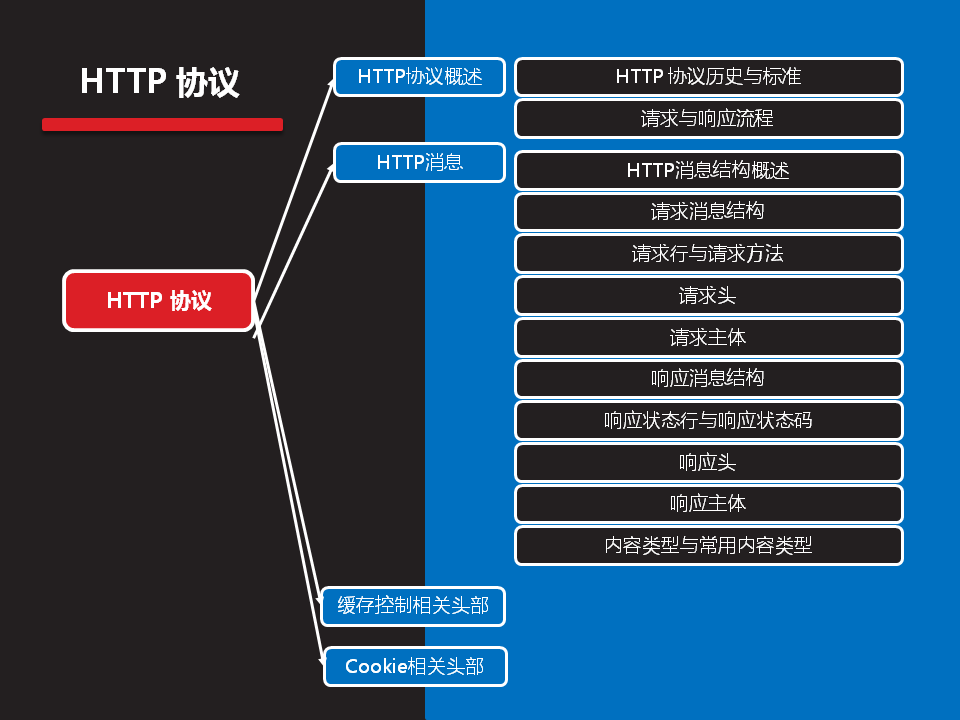 HTTP 协议
HTTP协议概述
HTTP 协议历史与标准
请求与响应流程
HTTP消息
HTTP消息结构概述
请求消息结构
请求行与请求方法
HTTP 协议
请求头
请求主体
响应消息结构
响应状态行与响应状态码
响应头
响应主体
内容类型与常用内容类型
缓存控制相关头部
Cookie相关头部